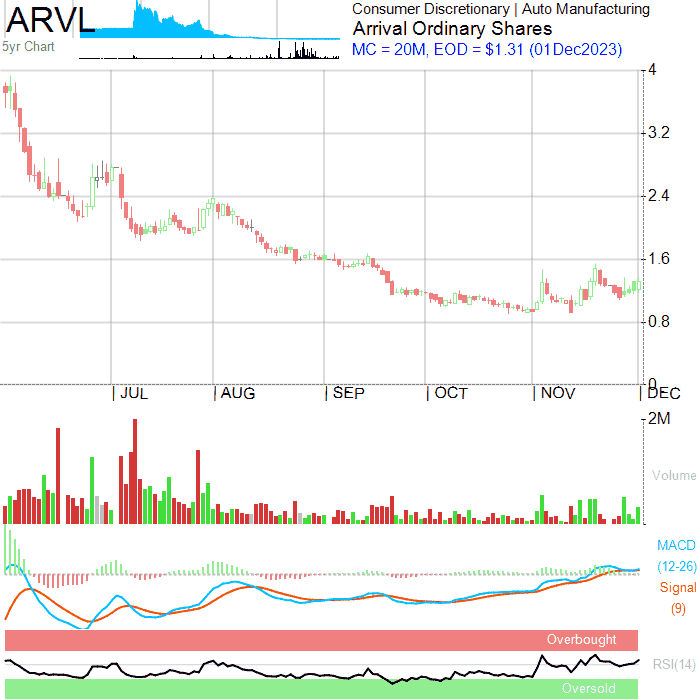 ARVL
5yr Chart
Consumer Discretionary | Auto Manufacturing
Arrival Ordinary Shares
MC = 20M, EOD = $1.31 (01Dec2023)
4
3.2
2.4
1.6
0.8
0
JUL AUG SEP OCT NOV DEC
2M
Volume
MACD
(12-26)
Signal
(9)
Overbought
RSI(14)
Oversold